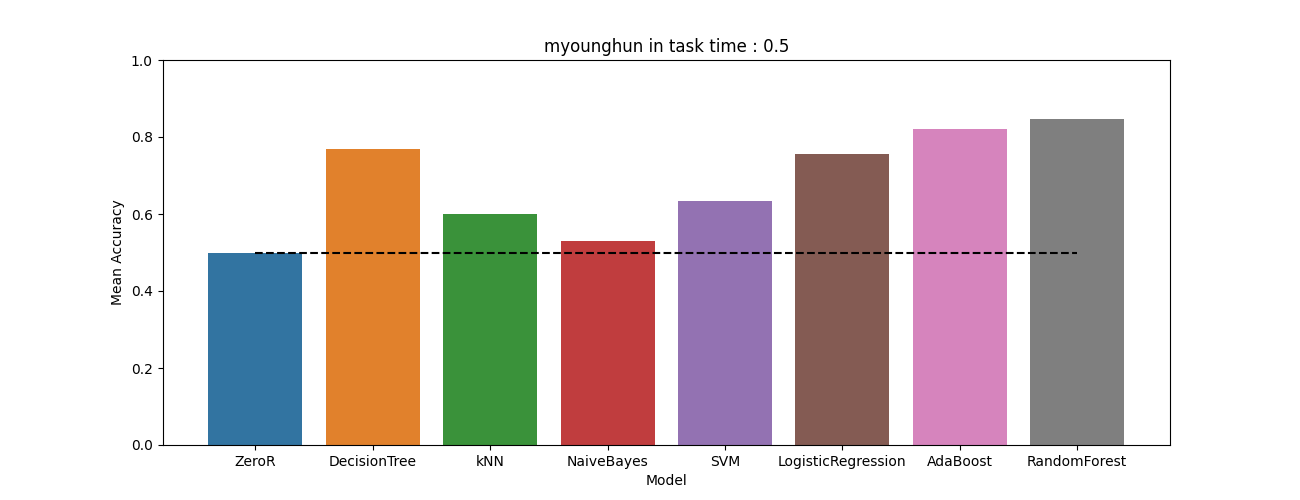 myounghun in task time : 0.5
1.0
0.8
0.6
0.4
0.2
0.0
Mean Accuracy
ZeroR DecisionTree kNN NaiveBayes SVM LogisticRegression AdaBoost RandomForest
Model